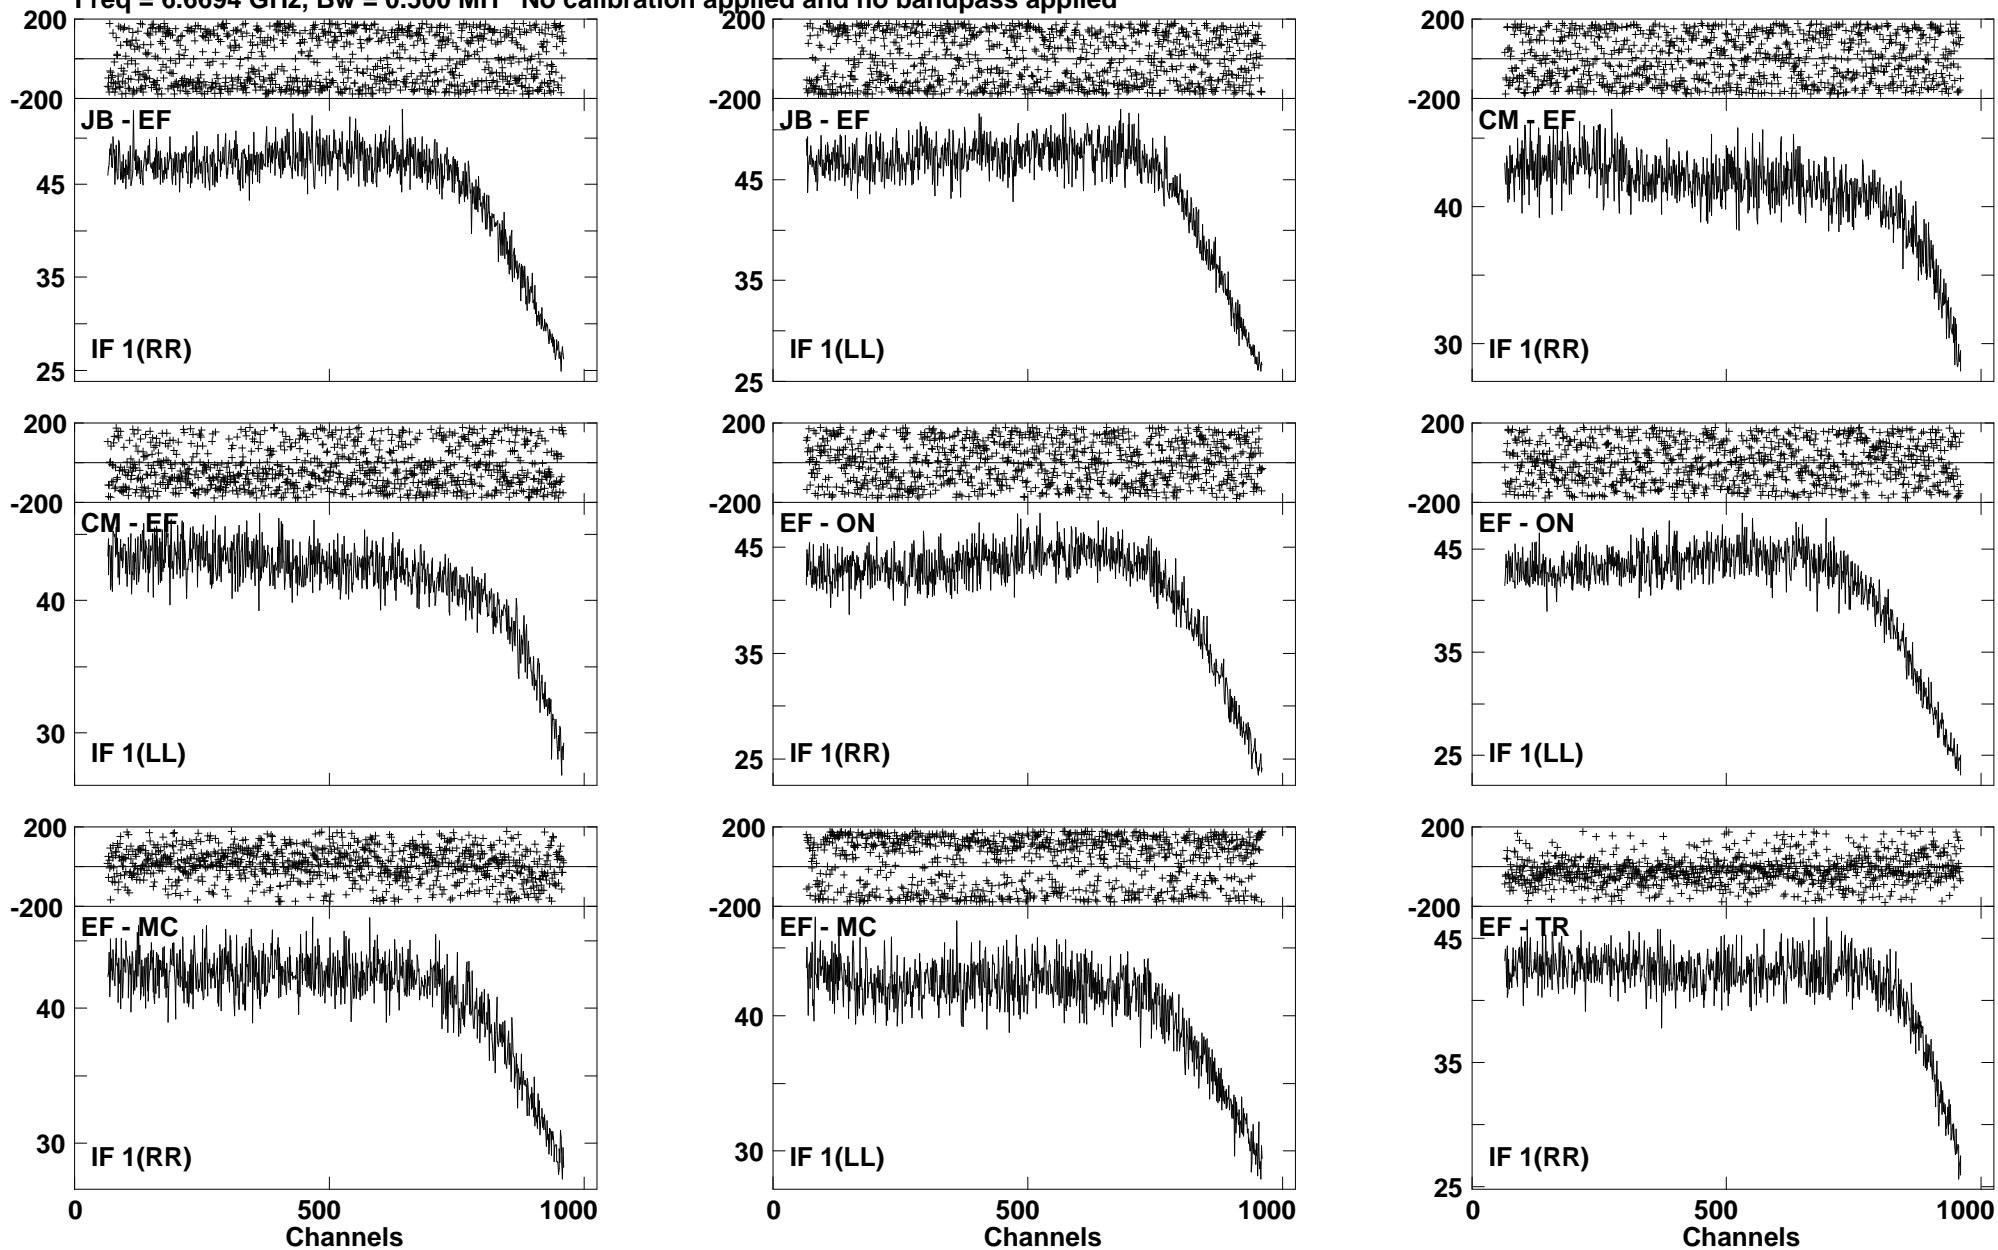 Freq = 6.6694 GHz, Bw = 0.500 MH No calibration applied and no bandpass applied
200
-200
JB - EF
45
35
25
IF 1(RR)
200
-200
JB - EF
45
35
25
IF 1(LL)
200
-200
CM - EF
40
30
IF 1(RR)
200
-200
CM - EF
40
30
IF 1(LL)
200
-200
EF - ON
45
35
25
IF 1(RR)
200
-200
EF - ON
45
35
25
IF 1(LL)
200
-200
EF - MC
40
30
IF 1(RR)
0 500 1000
Channels
200
-200
EF - MC
40
30
IF 1(LL)
0 500 1000
Channels
200
-200
EF - TR
45
35
25
IF 1(RR)
0 500 1000
Channels